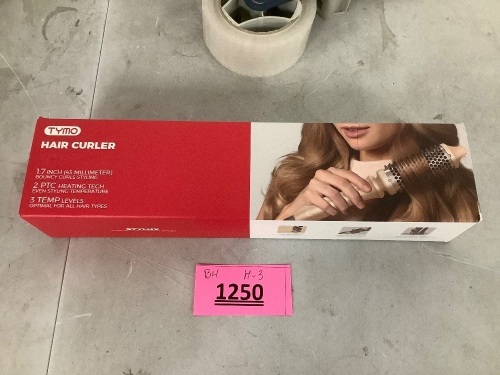 TYMO
HAIR CURLER
1.7 INCH (43 MILLIMETER)
BOUNCY CURLS STYLING
2 PTC HEATING TECH
EVEN STYLING TEMPERATURE
3 TEMP LEVELS
OPTIMAL FOR ALL HAIR TYPES
BH H-3
1250